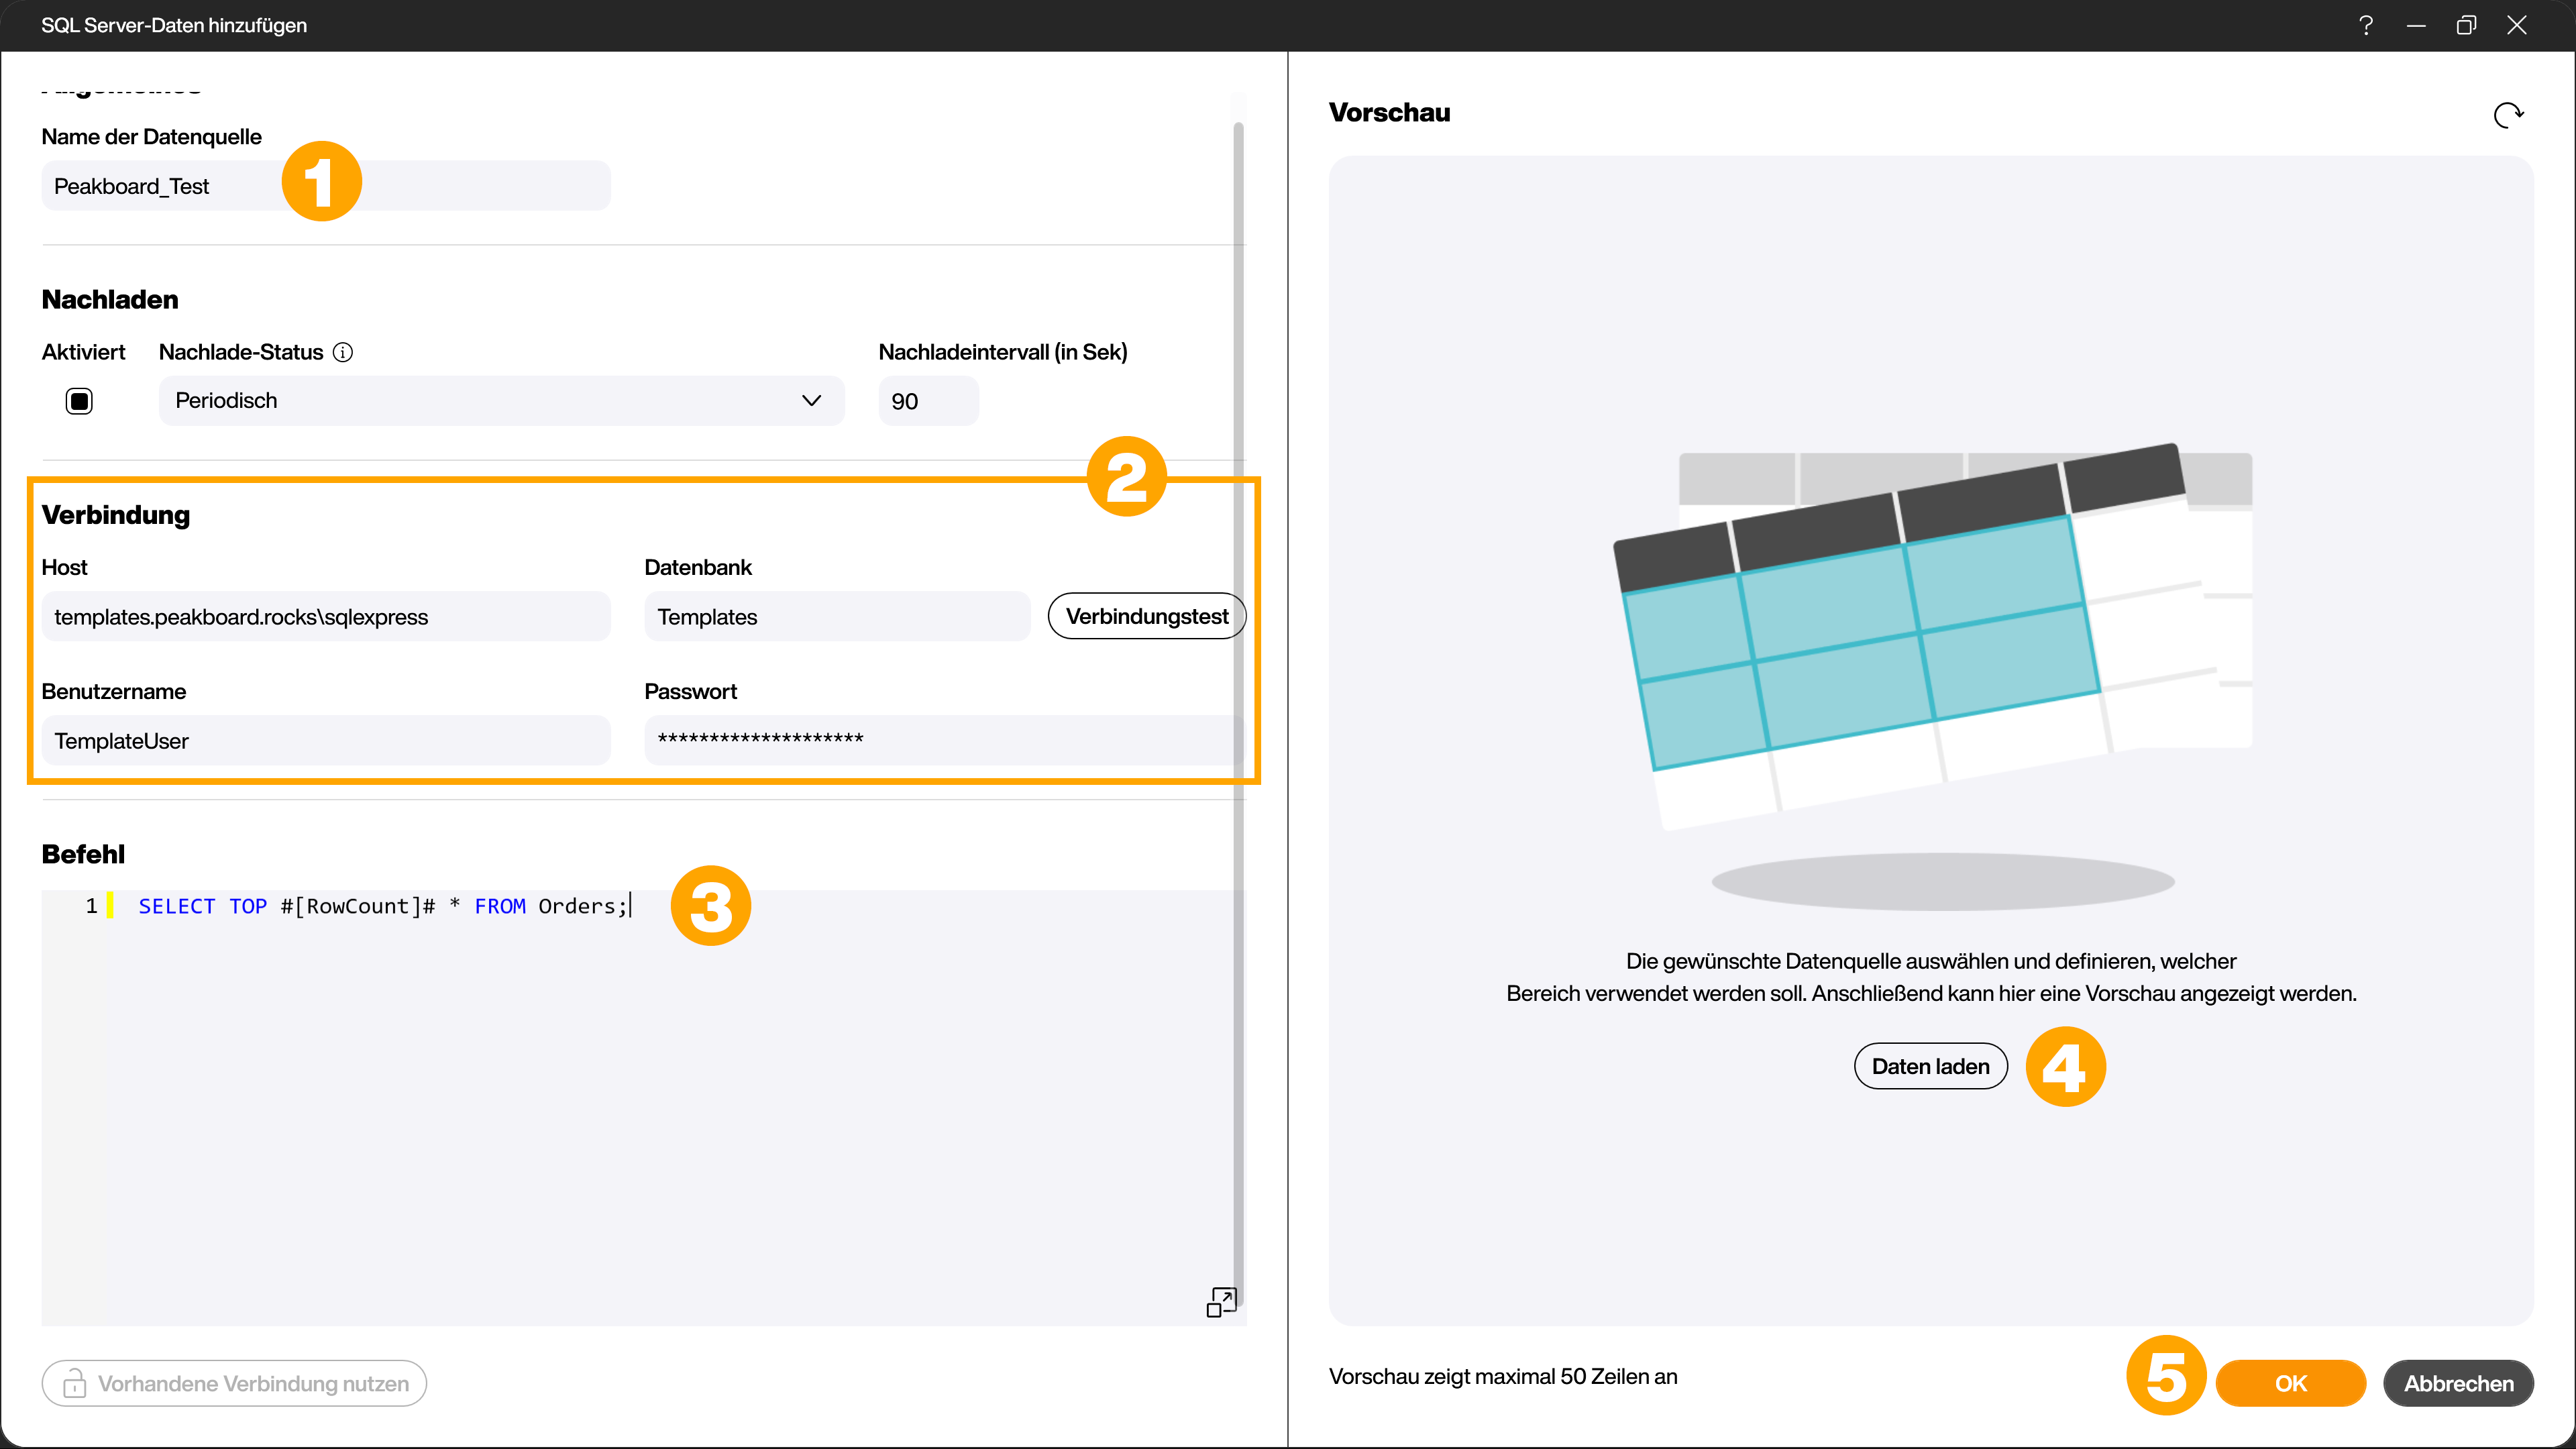 SQL Server-Daten hinzufügen
Name der Datenquelle
Peakboard_Test
1
Nachladen
Aktiviert
Nachlade-Status
Nachladeintervall (in Sek)
Periodisch
90
2
Verbindung
Host
Datenbank
templates.peakboard.rocks\sqlexpress
Templates
Verbindungstest
Benutzername
Passwort
TemplateUser
********************
Befehl
1 SELECT TOP #[RowCount]# * FROM Orders;
3
Vorhandene Verbindung nutzen
Vorschau
Die gewünschte Datenquelle auswählen und definieren, welcher
Bereich verwendet werden soll. Anschließend kann hier eine Vorschau angezeigt werden.
Daten laden
4
Vorschau zeigt maximal 50 Zeilen an
5
OK
Abbrechen